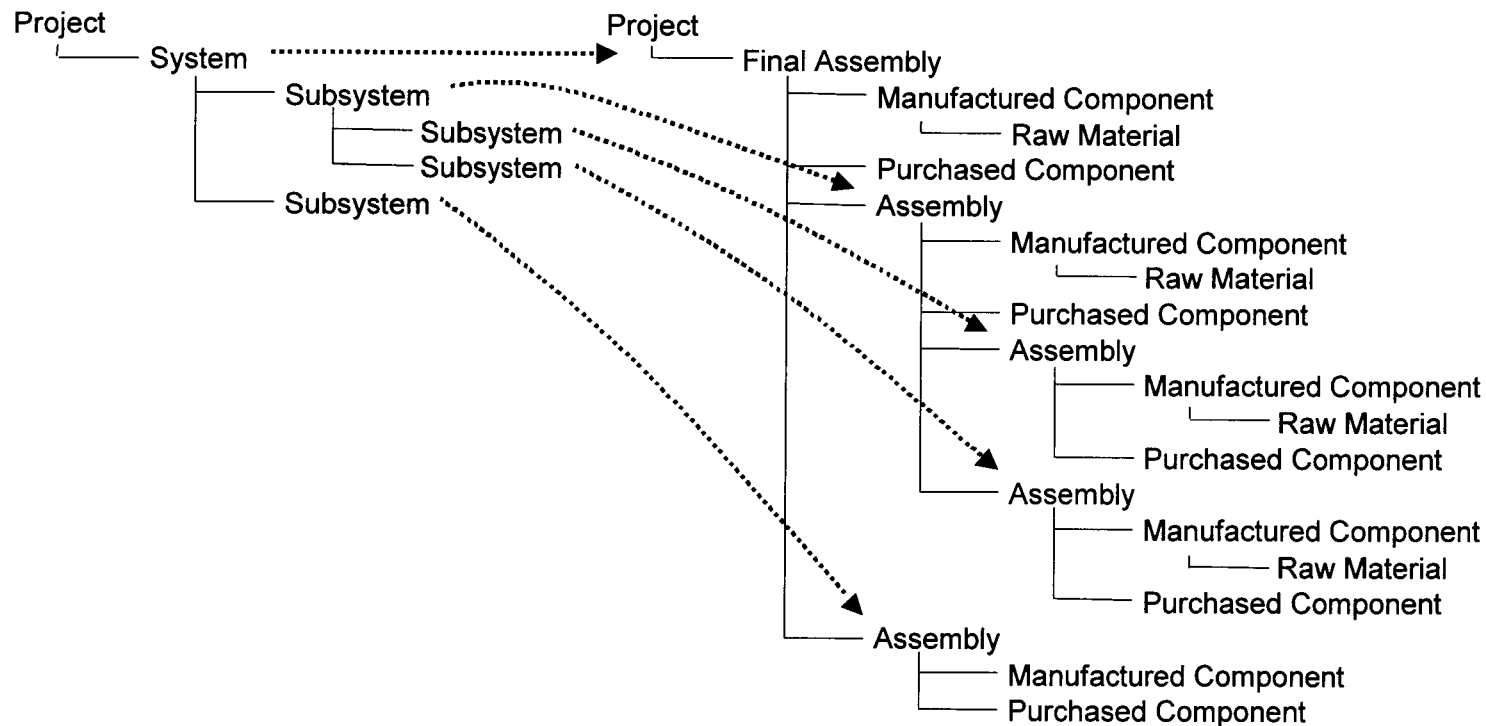 Project
System
Subsystem
Subsystem
Subsystem
Subsystem
Project
Final Assembly
Manufactured Component
Raw Material
Purchased Component
Assembly
Manufactured Component
Raw Material
Purchased Component
Assembly
Manufactured Component
Raw Material
Purchased Component
Assembly
Manufactured Component
Raw Material
Purchased Component
Assembly
Manufactured Component
Purchased Component